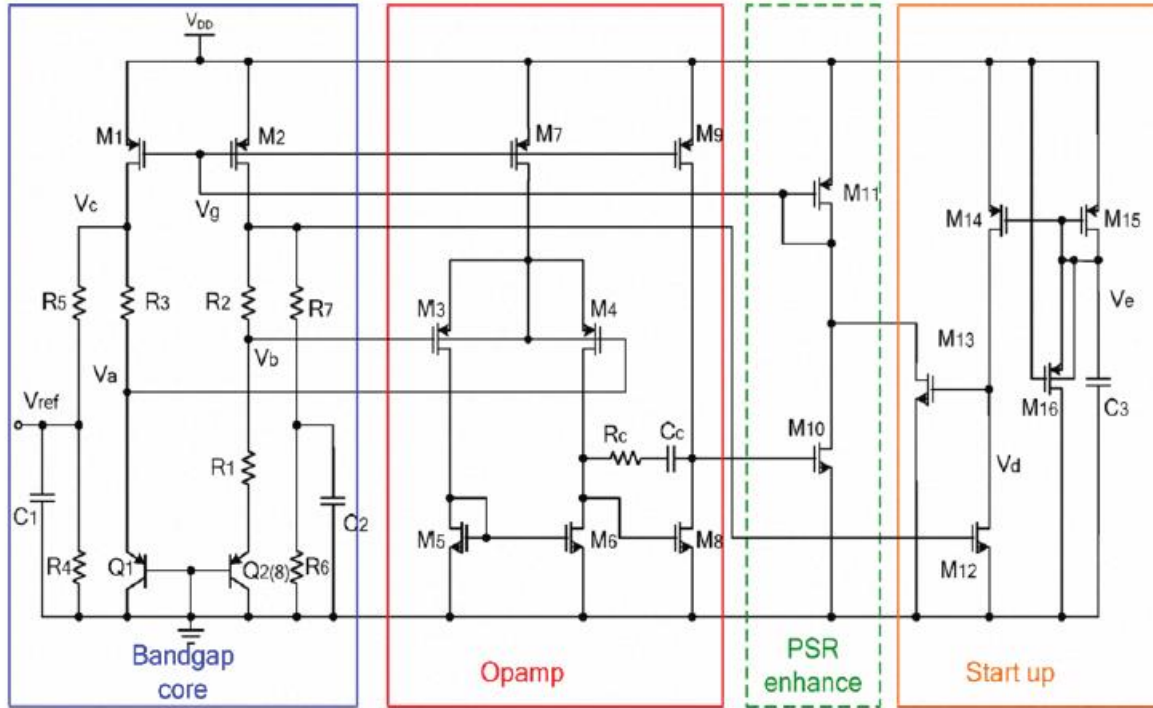 VDD
M1
M2
M7
M9
M11
M14
M15
Vc
Vg
R5
R3
R2
R7
M3
M4
Ve
Vb
M13
Va
M16
C3
Vref
Rc
Cc
M10
R1
Vd
C1
C2
M5
M6
M8
R4
Q1
Q2(8)
R6
M12
Bandgap
core
Opamp
PSR
enhance
Start up